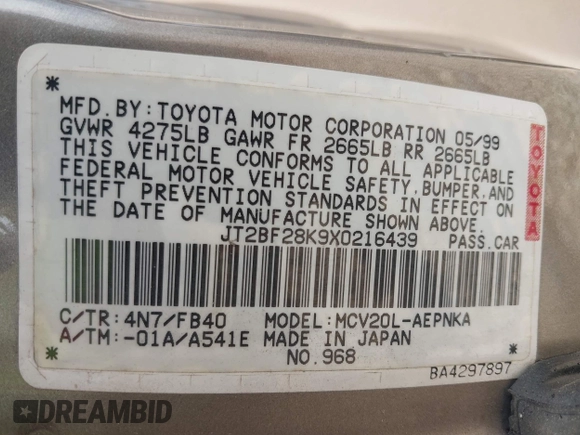 MFD.BY:TOYOTA MOTOR CORPORATION 05/99
GVWR 4275LB GAWR FR 2665LB RR 2665LB
THIS VEHICLE CONFORMS TO ALL APPLICABLE
FEDERAL MOTOR VEHICLE SAFETY,BUMPER,AND
THEFT PREVENTION STANDARDS IN EFFECT ON
THE DATE OF MANUFACTURE SHOWN ABOVE.
JT2BF28K9X0216439 PASS.CAR
TOYOTA
C/TR:4N7/FB40 MODEL:MCV20L-AEPNKA
A/TM:-01A/A541E MADE IN JAPAN
NO.968
BA4297897
DREAMBID